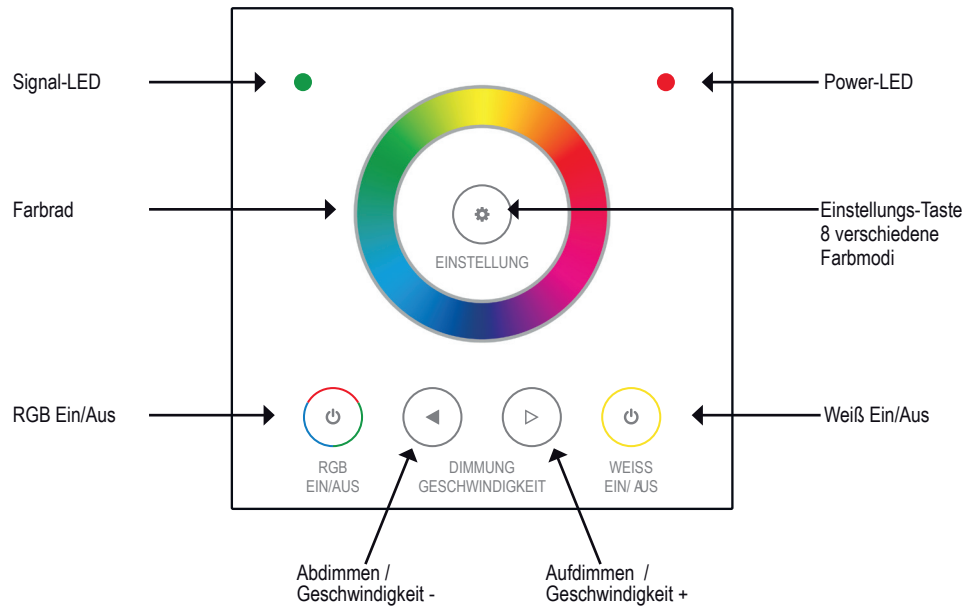 Signal-LED
Power-LED
Farbrad
Einstellungs-Taste
8 verschiedene
Farbmodi
EINSTELLUNG
RGB Ein/Aus
Weiß Ein/Aus
RGB
EIN/AUS
DIMMUNG
GESCHWINDIGKEIT
WEISS
EIN/ AUS
Abdimmen /
Geschwindigkeit -
Aufdimmen /
Geschwindigkeit +